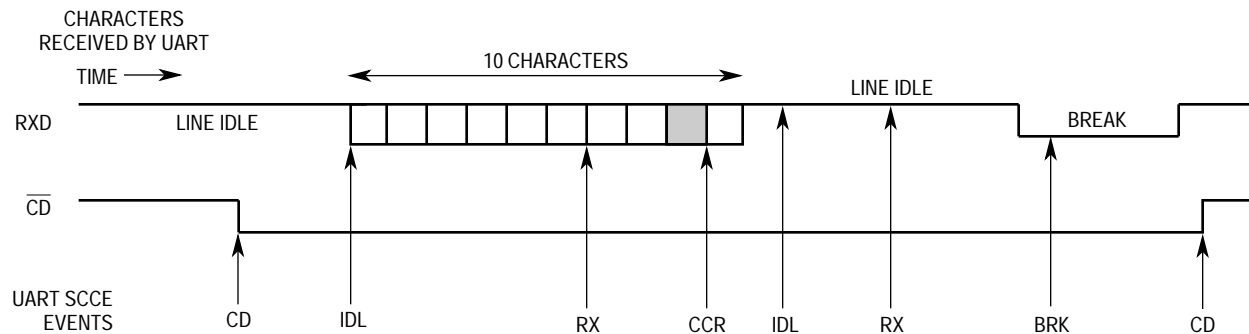 CHARACTERS
RECEIVED BY UART
TIME
10 CHARACTERS
RXD
LINE IDLE
LINE IDLE
BREAK
CD
UART SCCE
EVENTS
CD
IDL
RX
CCR
IDL
RX
BRK
CD